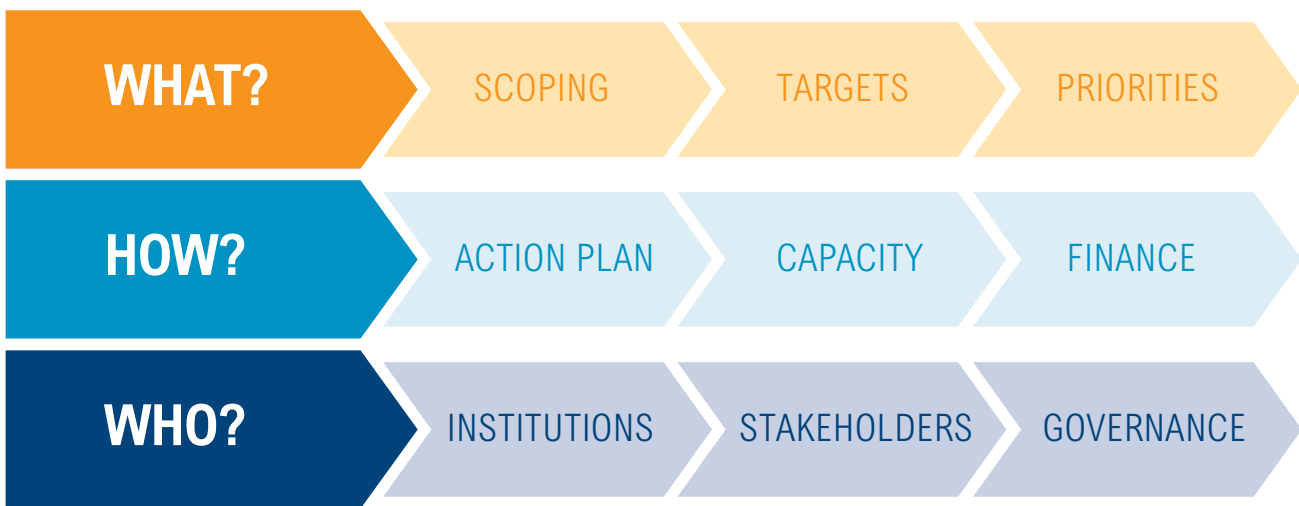 WHAT? SCOPING TARGETS PRIORITIES
HOW? ACTION PLAN CAPACITY FINANCE
WHO? INSTITUTIONS STAKEHOLDERS GOVERNANCE